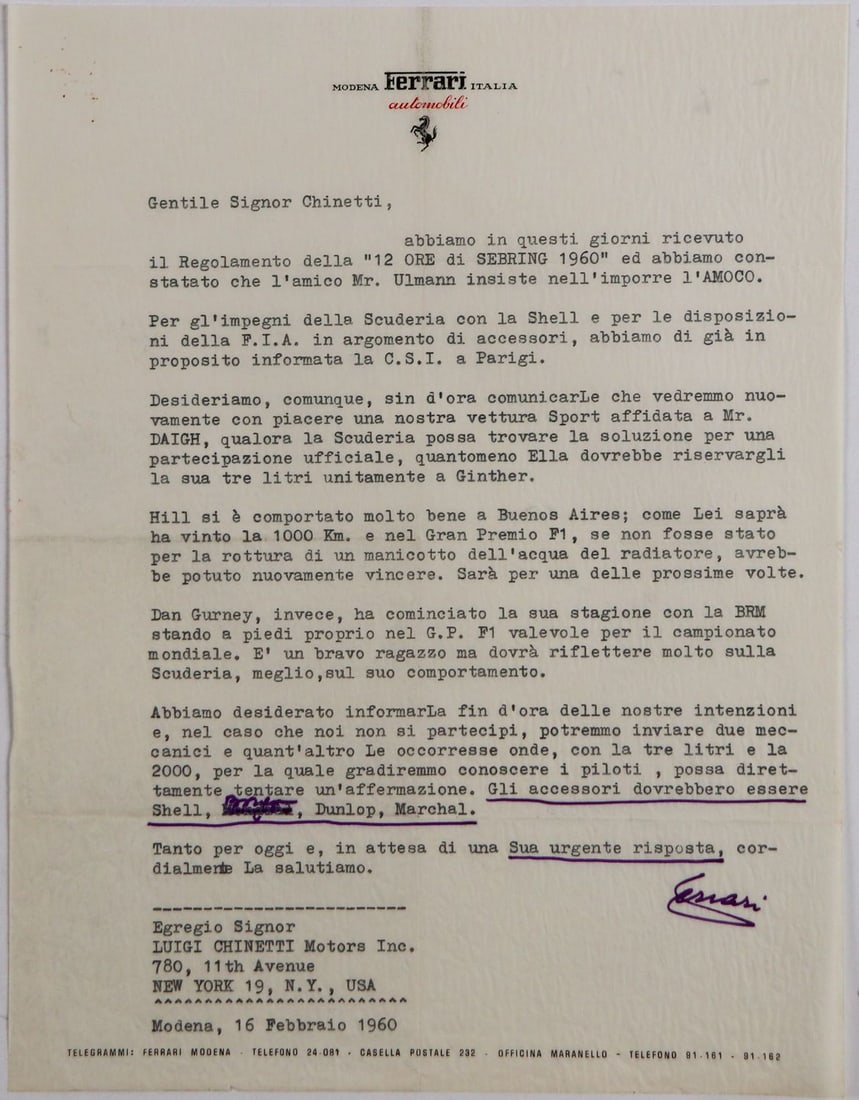 MODENA Ferrari ITALIA
automobili
Gentile Signor Chinetti,
abbiamo in questi giorni ricevuto
il Regolamento della "12 ORE di SEBRING 1960" ed abbiamo con-
statato che l'amico Mr. Ulmann insiste nell'imporre l'AMOCO.
Per gl'impegni della Scuderia con la Shell e per le disposizio-
ni della F.I.A. in argomento di accessori, abbiamo di già in
proposito informata la C.S.I. a Parigi.
Desideriamo, comunque, sin d'ora comunicarLe che vedremmo nuo-
vamente con piacere una nostra vettura Sport affidata a Mr.
DAIGH, qualora la Scuderia possa trovare la soluzione per una
partecipazione ufficiale, quantomeno Ella dovrebbe riservargli
la sua tre litri unitamente a Ginther.
Hill si è comportato molto bene a Buenos Aires; come Lei saprà
ha vinto la 1000 Km. e nel Gran Premio F1, se non fosse stato
per la rottura di un manicotto dell'acqua del radiatore, avreb-
be potuto nuovamente vincere. Sarà per una delle prossime volte.
Dan Gurney, invece, ha cominciato la sua stagione con la BRM
stando a piedi proprio nel G.P. F1 valevole per il campionato
mondiale. E' un bravo ragazzo ma dovrà riflettere molto sulla
Scuderia, meglio,sul suo comportamento.
Abbiamo desiderato informarLa fin d'ora delle nostre intenzioni
e, nel caso che noi non si partecipi, potremmo inviare due mec-
canici e quant'altro Le occorresse onde, con la tre litri e la
2000, per la quale gradiremmo conoscere i piloti , possa diret-
tamente tentare un'affermazione. Gli accessori dovrebbero essere
Shell, , Dunlop, Marchal.
Tanto per oggi e, in attesa di una Sua urgente risposta, cor-
dialmente La salutiamo.
Ferrari
Egregio Signor
LUIGI CHINETTI Motors Inc.
780, 11th Avenue
NEW YORK 19, N.Y., USA
Modena, 16 Febbraio 1960
TELEGRAMMI: FERRARI MODENA - TELEFONO 24-081 - CASELLA POSTALE 232 - OFFICINA MARANELLO - TELEFONO 91-161 - 91-162